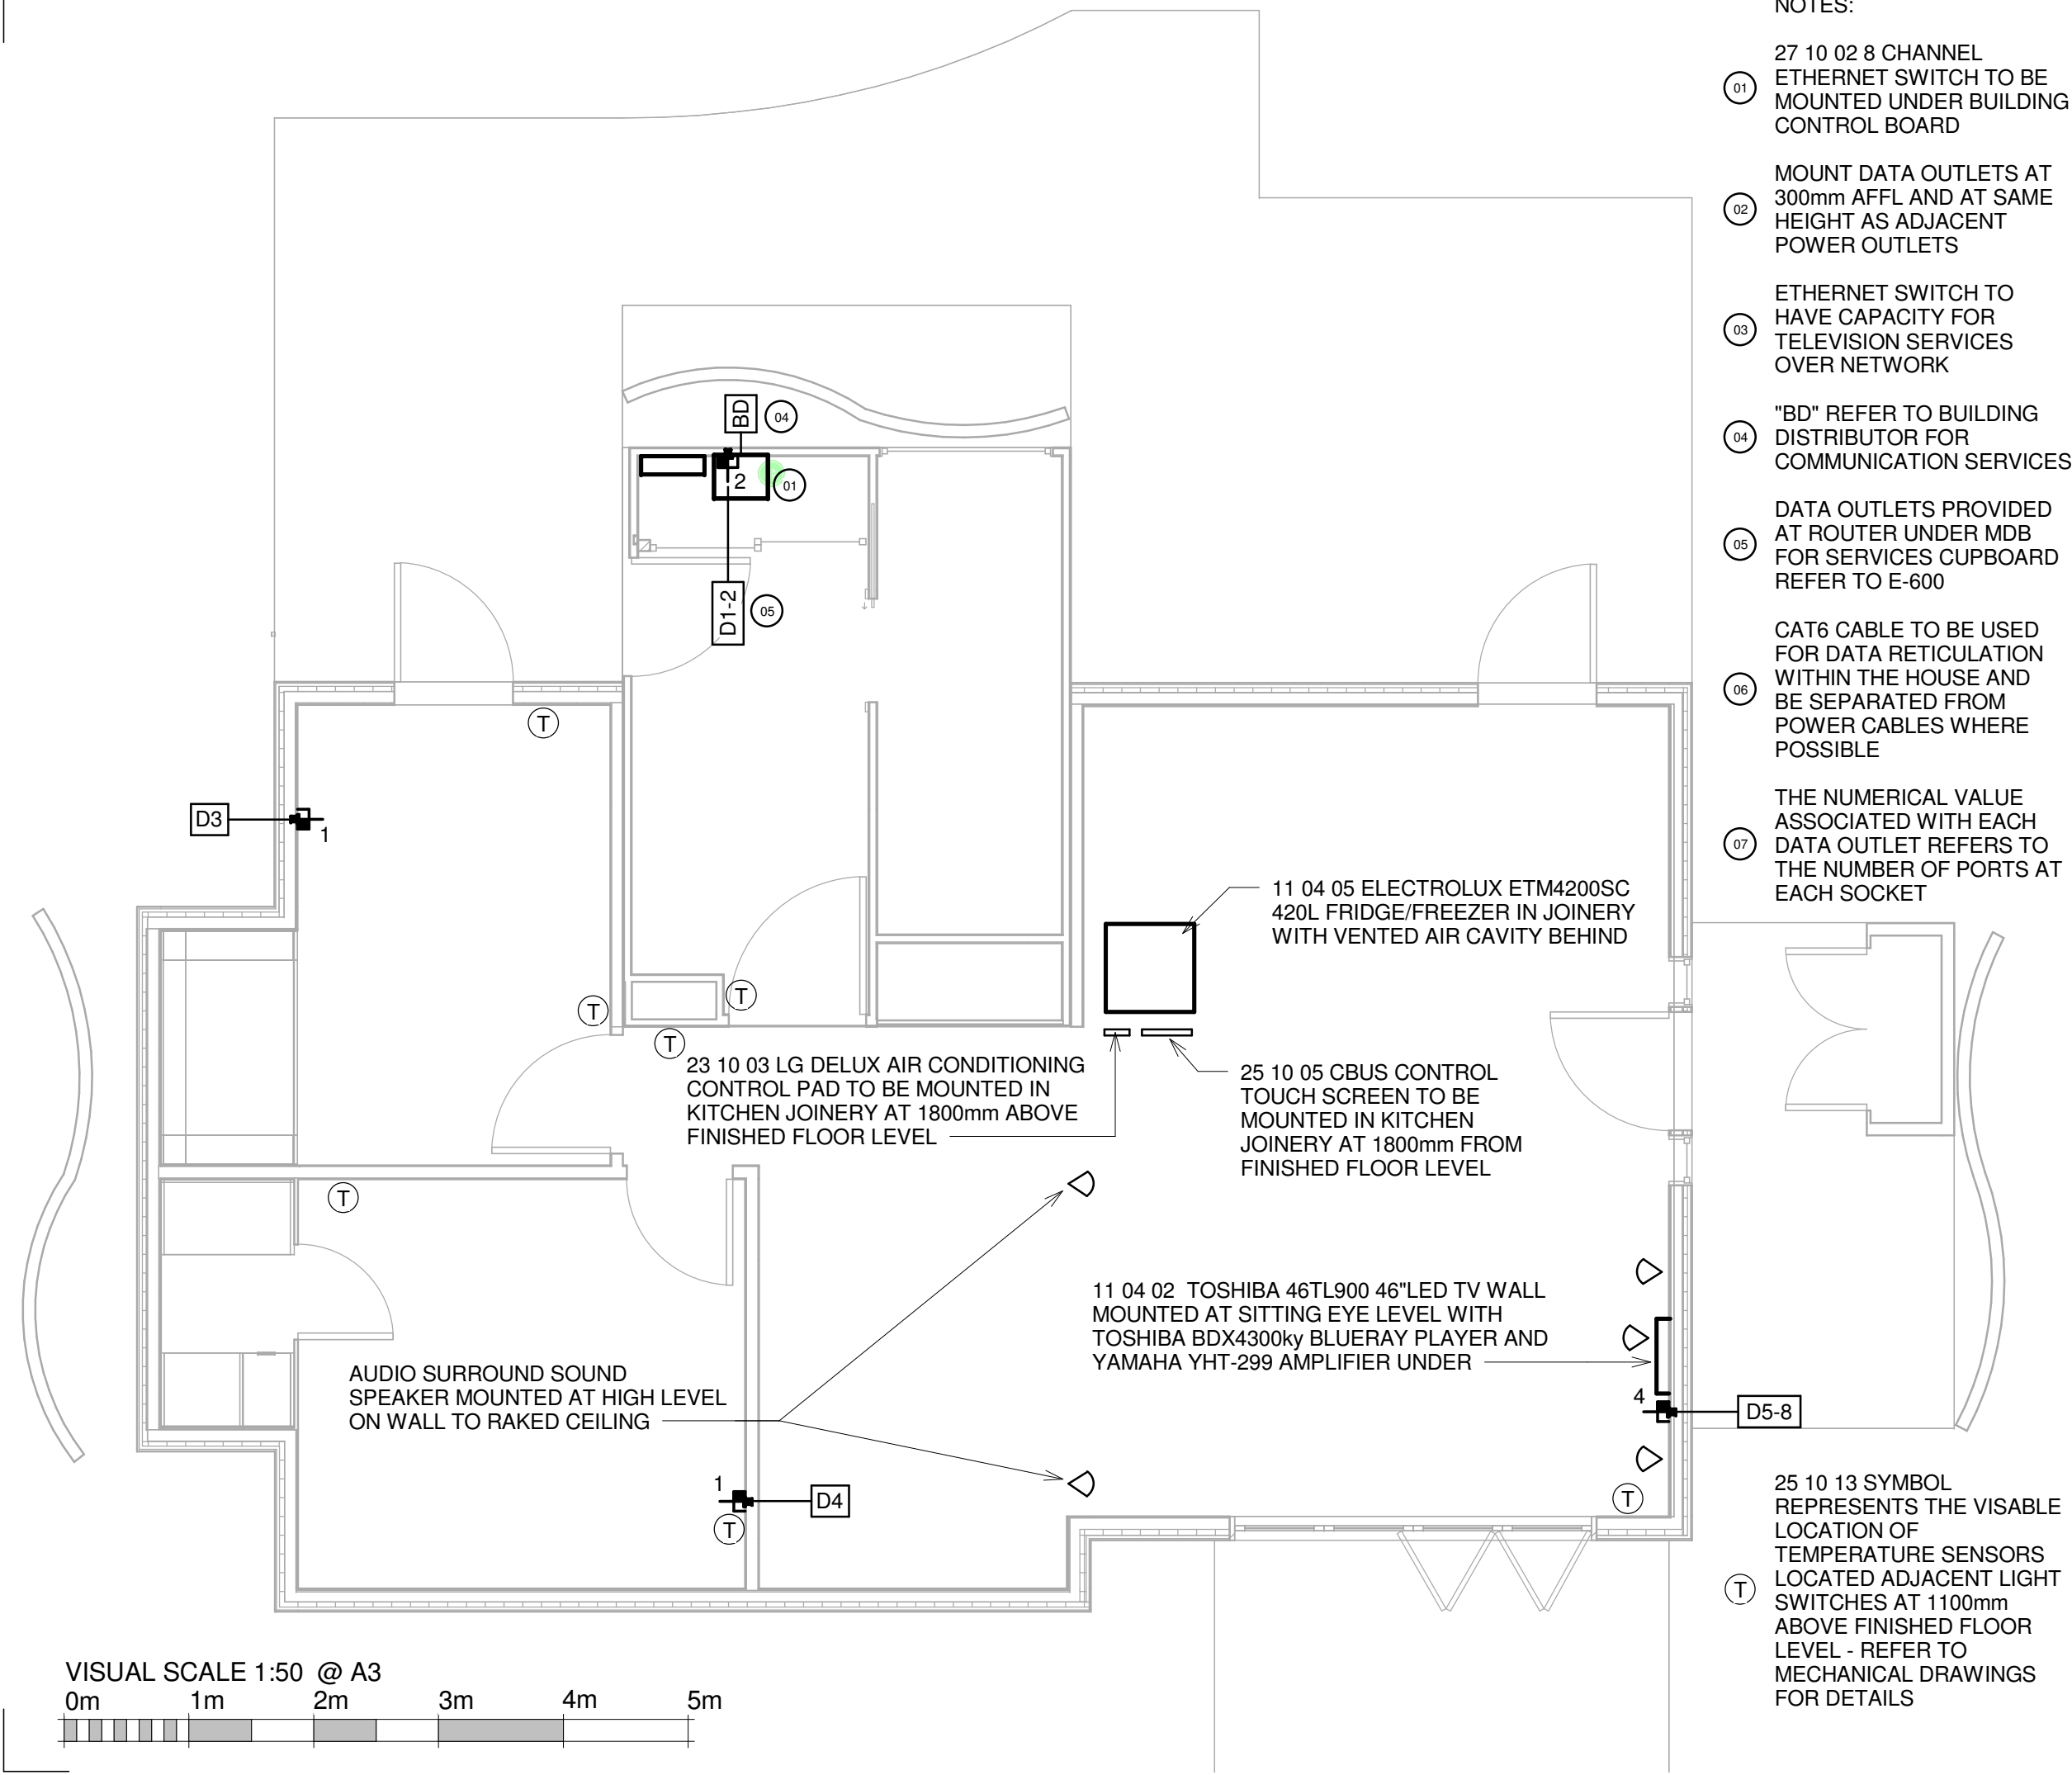 NOTES:
01
27 10 02 8 CHANNEL
ETHERNET SWITCH TO BE
MOUNTED UNDER BUILDING
CONTROL BOARD
02
MOUNT DATA OUTLETS AT
300mm AFFL AND AT SAME
HEIGHT AS ADJACENT
POWER OUTLETS
03
ETHERNET SWITCH TO
HAVE CAPACITY FOR
TELEVISION SERVICES
OVER NETWORK
04
"BD" REFER TO BUILDING
DISTRIBUTOR FOR
COMMUNICATION SERVICES
05
DATA OUTLETS PROVIDED
AT ROUTER UNDER MDB
FOR SERVICES CUPBOARD
REFER TO E-600
06
CAT6 CABLE TO BE USED
FOR DATA RETICULATION
WITHIN THE HOUSE AND
BE SEPARATED FROM
POWER CABLES WHERE
POSSIBLE
07
THE NUMERICAL VALUE
ASSOCIATED WITH EACH
DATA OUTLET REFERS TO
THE NUMBER OF PORTS AT
EACH SOCKET
BD
04
2
01
D1-2
05
T
D3
1
11 04 05 ELECTROLUX ETM4200SC
420L FRIDGE/FREEZER IN JOINERY
WITH VENTED AIR CAVITY BEHIND
T
T
T
23 10 03 LG DELUX AIR CONDITIONING
CONTROL PAD TO BE MOUNTED IN
KITCHEN JOINERY AT 1800mm ABOVE
FINISHED FLOOR LEVEL
25 10 05 CBUS CONTROL
TOUCH SCREEN TO BE
MOUNTED IN KITCHEN
JOINERY AT 1800mm FROM
FINISHED FLOOR LEVEL
T
11 04 02 TOSHIBA 46TL900 46"LED TV WALL
MOUNTED AT SITTING EYE LEVEL WITH
TOSHIBA BDX4300ky BLUERAY PLAYER AND
YAMAHA YHT-299 AMPLIFIER UNDER
AUDIO SURROUND SOUND
SPEAKER MOUNTED AT HIGH LEVEL
ON WALL TO RAKED CEILING
4
D5-8
1
D4
T
T
T
25 10 13 SYMBOL
REPRESENTS THE VISABLE
LOCATION OF
TEMPERATURE SENSORS
LOCATED ADJACENT LIGHT
SWITCHES AT 1100mm
ABOVE FINISHED FLOOR
LEVEL - REFER TO
MECHANICAL DRAWINGS
FOR DETAILS
VISUAL SCALE 1:50 @ A3
0m 1m 2m 3m 4m 5m